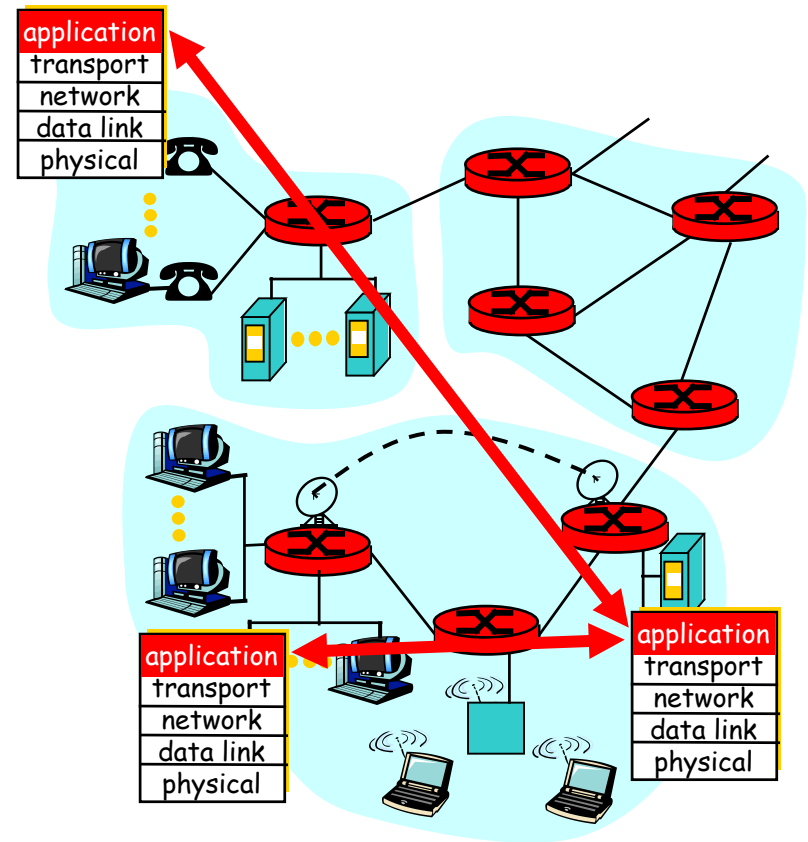 application
transport
network
data link
physical
application
transport
network
data link
physical
application
transport
network
data link
physical